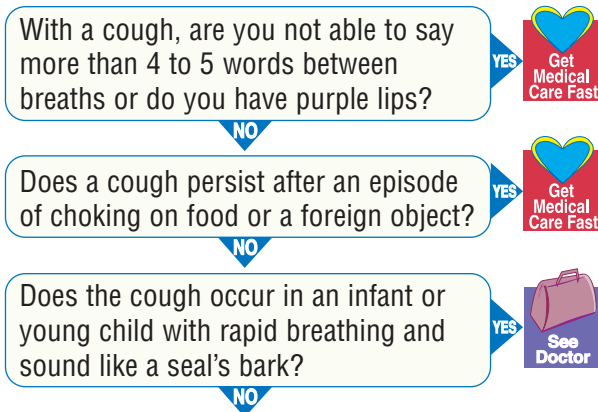 With a cough, are you not able to say
more than 4 to 5 words between
breaths or do you have purple lips?
YES
Get
Medical
Care Fast
NO
Does a cough persist after an episode
of choking on food or a foreign object?
YES
Get
Medical
Care Fast
NO
Does the cough occur in an infant or
young child with rapid breathing and
sound like a seal's bark?
YES
See
Doctor
NO